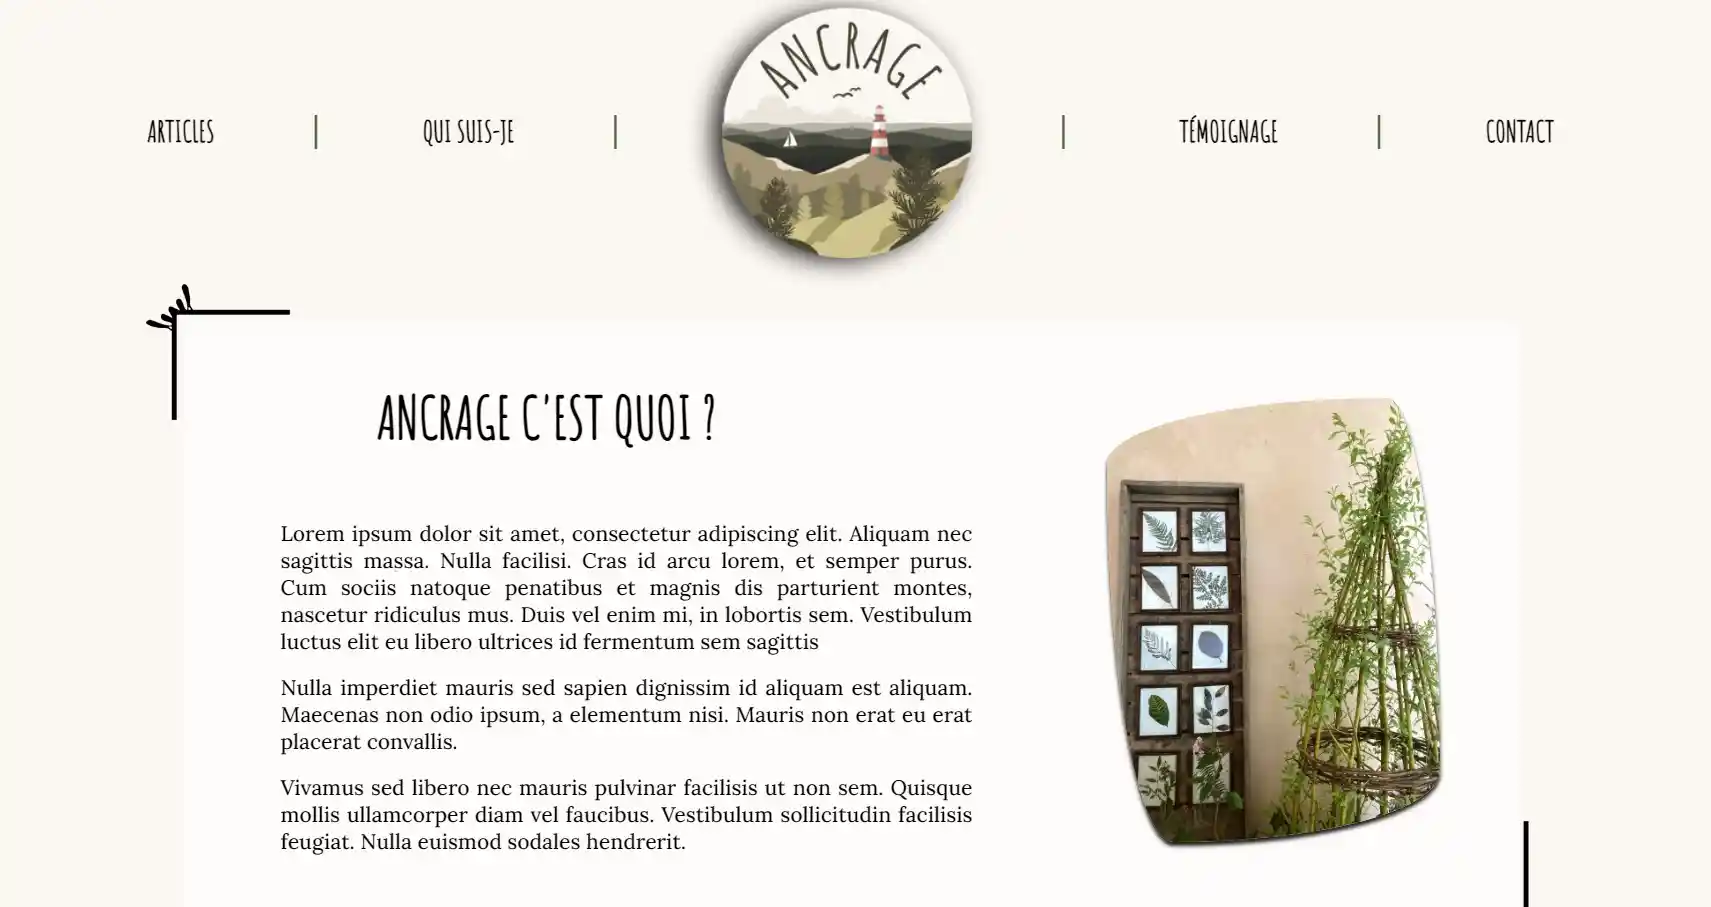 ANCRAGE
ARTICLES | QUI SUIS-JE | | TÉMOIGNAGE | CONTACT
ANCRAGE C'EST QUOI ?
Lorem ipsum dolor sit amet, consectetur adipiscing elit. Aliquam nec
sagittis massa. Nulla facilisi. Cras id arcu lorem, et semper purus.
Cum sociis natoque penatibus et magnis dis parturient montes,
nascetur ridiculus mus. Duis vel enim mi, in lobortis sem. Vestibulum
luctus elit eu libero ultrices id fermentum sem sagittis
Nulla imperdiet mauris sed sapien dignissim id aliquam est aliquam.
Maecenas non odio ipsum, a elementum nisi. Mauris non erat eu erat
placerat convallis.
Vivamus sed libero nec mauris pulvinar facilisis ut non sem. Quisque
mollis ullamcorper diam vel faucibus. Vestibulum sollicitudin facilisis
feugiat. Nulla euismod sodales hendrerit.